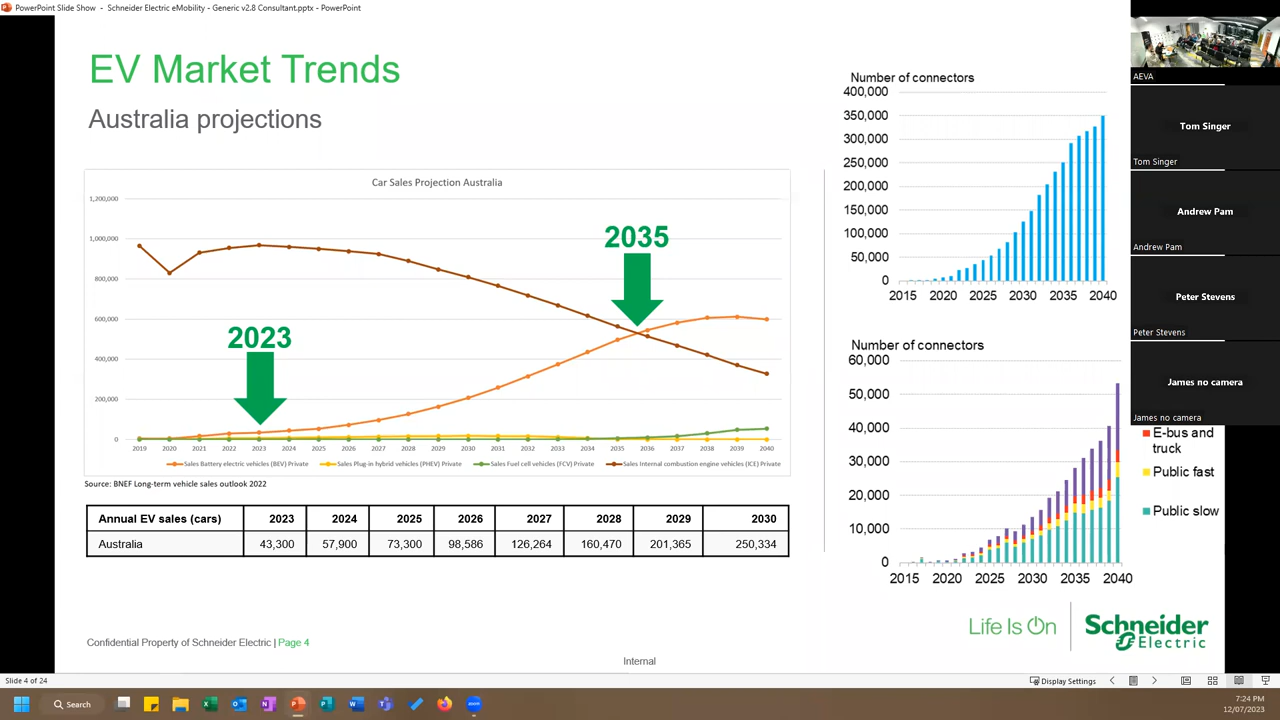 PowerPoint Slide Show - Schneider Electric eMobility - Generic v2.8 Consultant.pptx - PowerPoint
EV Market Trends
Australia projections
Car Sales Projection Australia
1,200,000
1,000,000
800,000
600,000
400,000
200,000
0
2023
2035
2019 2020 2021 2022 2023 2024 2025 2026 2027 2028 2029 2030 2031 2032 2033 2034 2035 2036 2037 2038 2039 2040
Sales Battery electric vehicles (BEV) Private Sales Plug-in hybrid vehicles (PHEV) Private Sales Fuel cell vehicles (FCV) Private Sales Internal combustion engine vehicles (ICE) Private
Source: BNEF Long-term vehicle sales outlook 2022
Annual EV sales (cars) 2023 2024 2025 2026 2027 2028 2029 2030
Australia 43,300 57,900 73,300 98,586 126,264 160,470 201,365 250,334
Number of connectors
400,000
350,000
300,000
250,000
200,000
150,000
100,000
50,000
0
2015 2020 2025 2030 2035 2040
Number of connectors
60,000
50,000
40,000
30,000
20,000
10,000
0
2015 2020 2025 2030 2035 2040
E-bus and
truck
Public fast
Public slow
Confidential Property of Schneider Electric | Page 4
Internal
Life Is On
Schneider
Electric
AEVA
Tom Singer
Tom Singer
Andrew Pam
Andrew Pam
Peter Stevens
Peter Stevens
James no camera
James no camera
Slide 4 of 24
Display Settings
Search
7:24 PM
12/07/2023